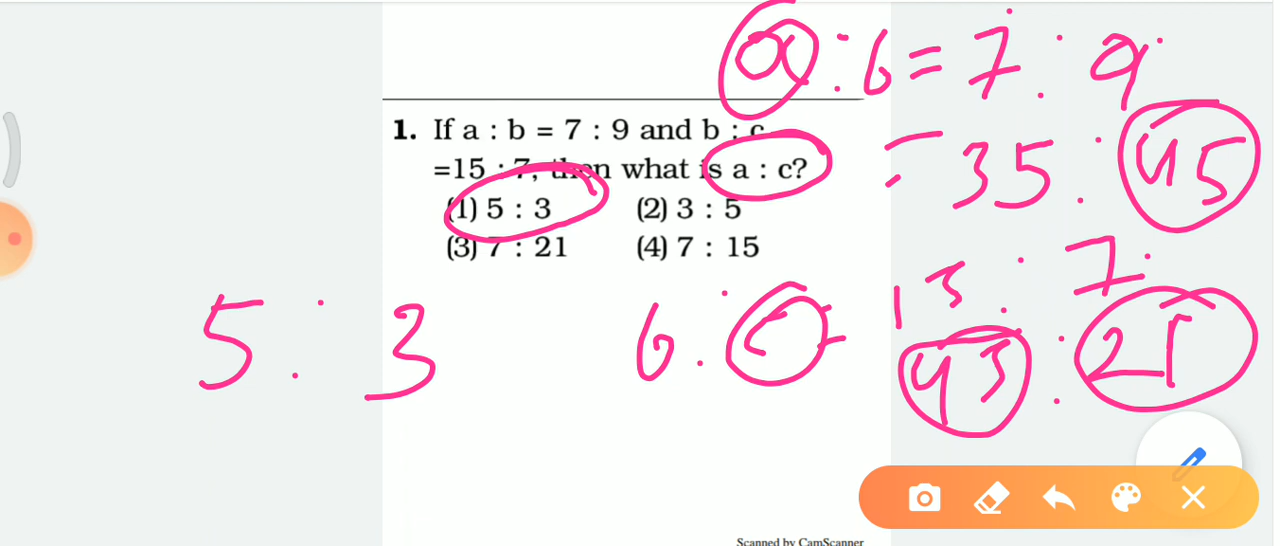 a : b = 7 : 9
1. If a : b = 7 : 9 and b : c
=15 : 7, then what is a : c?
= 35 : 45
(1) 5 : 3 (2) 3 : 5
(3) 7 : 21 (4) 7 : 15
5 : 3
b : c = 15 : 7
45 : 21
Scanned by CamScanner